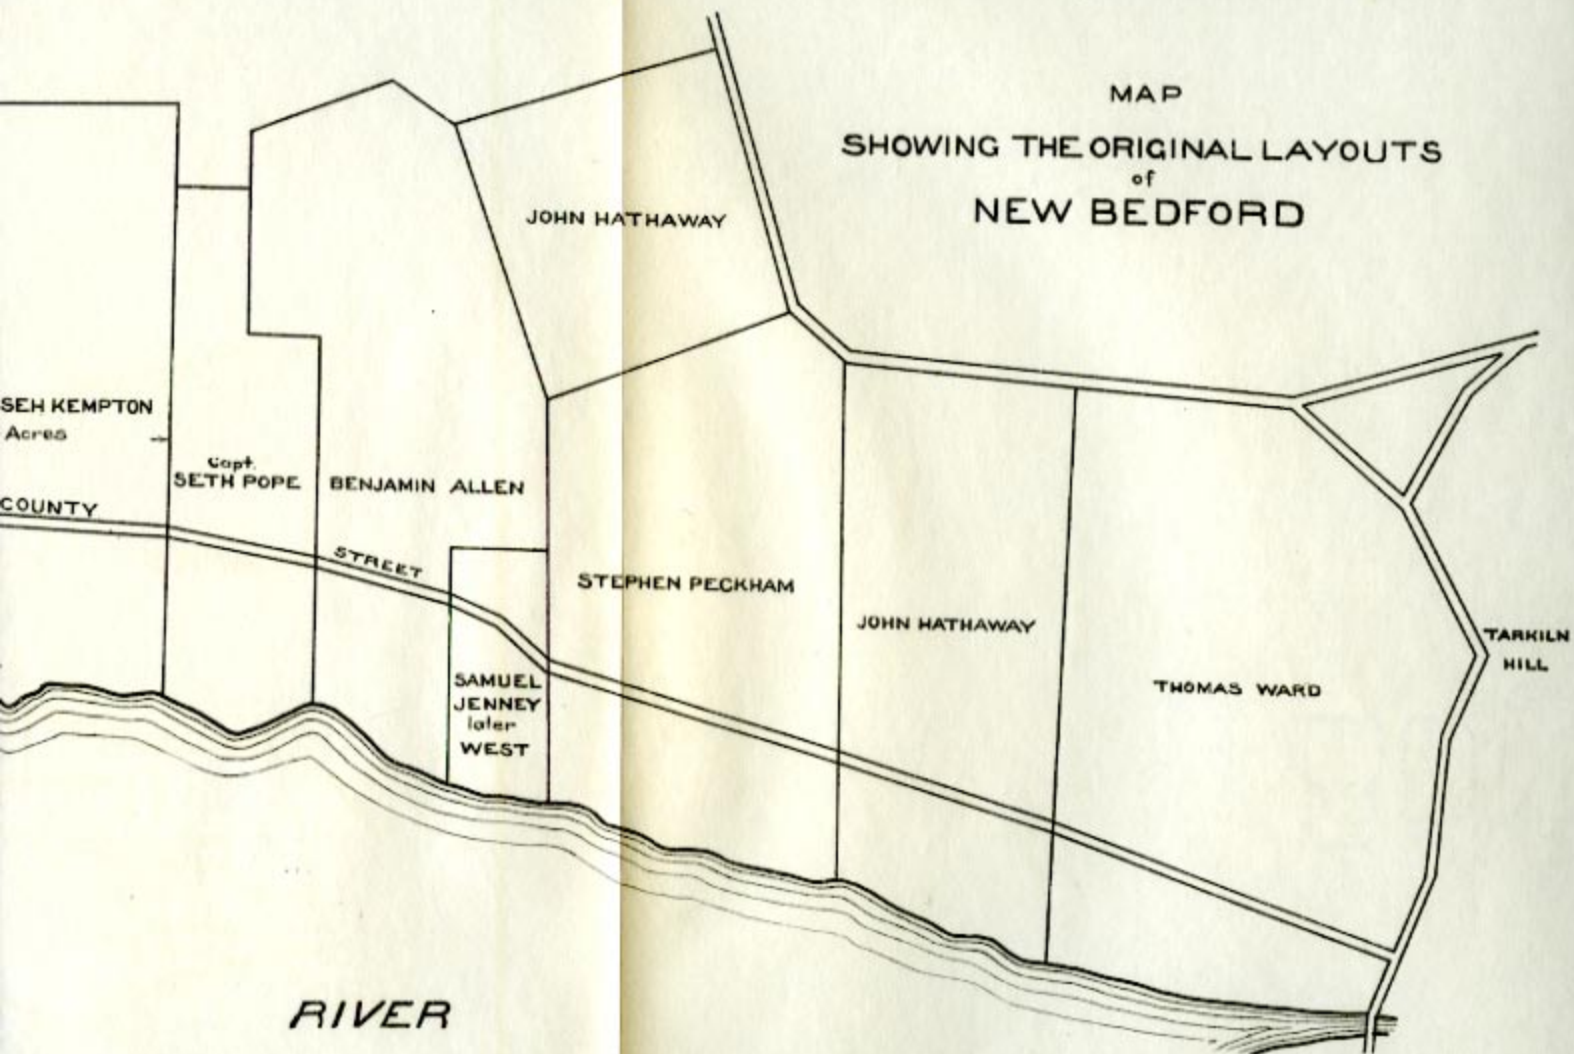 MAP
SHOWING THE ORIGINAL LAYOUTS
of
NEW BEDFORD
JOHN HATHAWAY
SEH KEMPTON
Acres
Capt.
SETH POPE
BENJAMIN ALLEN
COUNTY
STREET
STEPHEN PECKHAM
JOHN HATHAWAY
TARKILN
HILL
SAMUEL
JENNEY
later
WEST
THOMAS WARD
RIVER